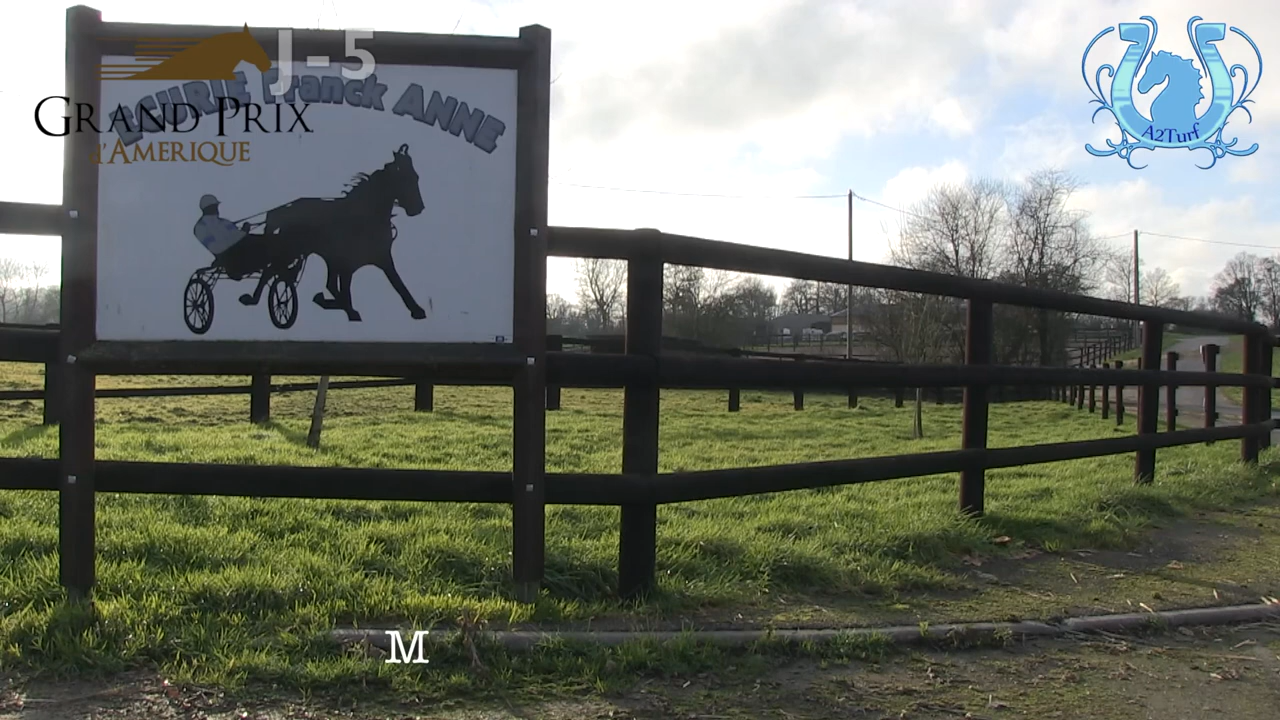 J-5
GRAND PRIX
d'AMERIQUE
ECURIE Franck ANNE
A2Turf
M